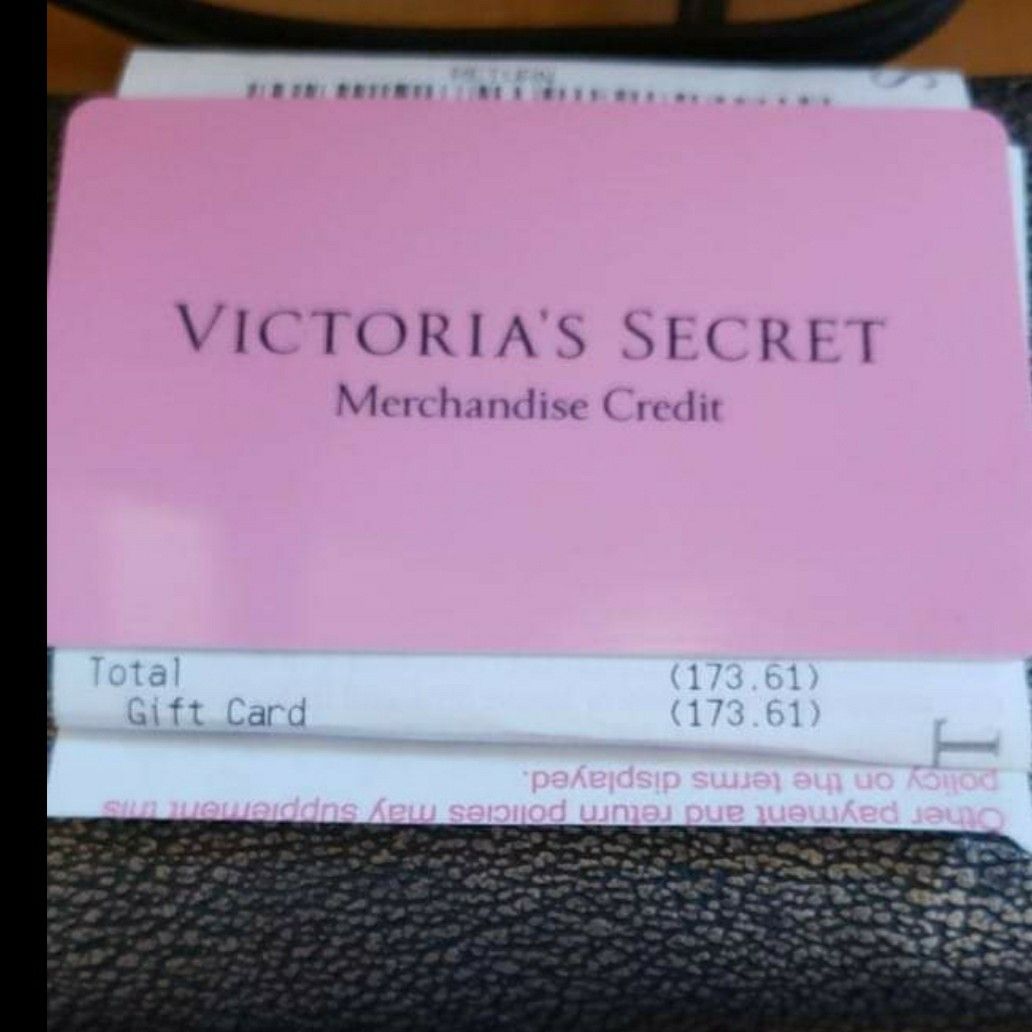 RETURN
VICTORIA'S SECRET
Merchandise Credit
Total (173.61)
Gift Card (173.61)
Other payment and return policies may supplement this
policy on the terms displayed.